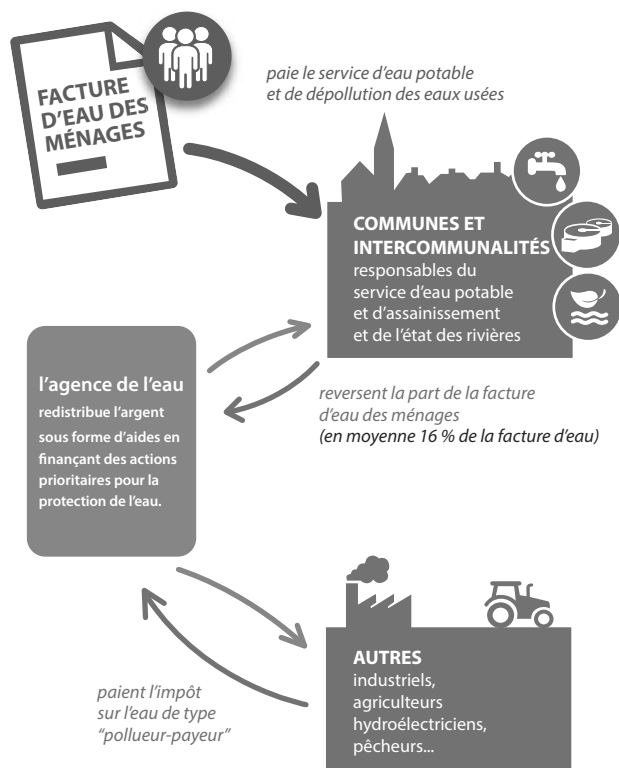 FACTURE
D'EAU DES
MÉNAGES
paie le service d'eau potable
et de dépollution des eaux usées
COMMUNES ET
INTERCOMMUNALITÉS
responsables du
service d'eau potable
et d'assainissement
et de l'état des rivières
l'agence de l'eau
redistribue l'argent
sous forme d'aides en
finançant des actions
prioritaires pour la
protection de l'eau.
reversent la part de la facture
d'eau des ménages
(en moyenne 16 % de la facture d'eau)
AUTRES
industriels,
agriculteurs
hydroélectriciens,
pêcheurs...
paient l'impôt
sur l'eau de type
"pollueur-payeur"